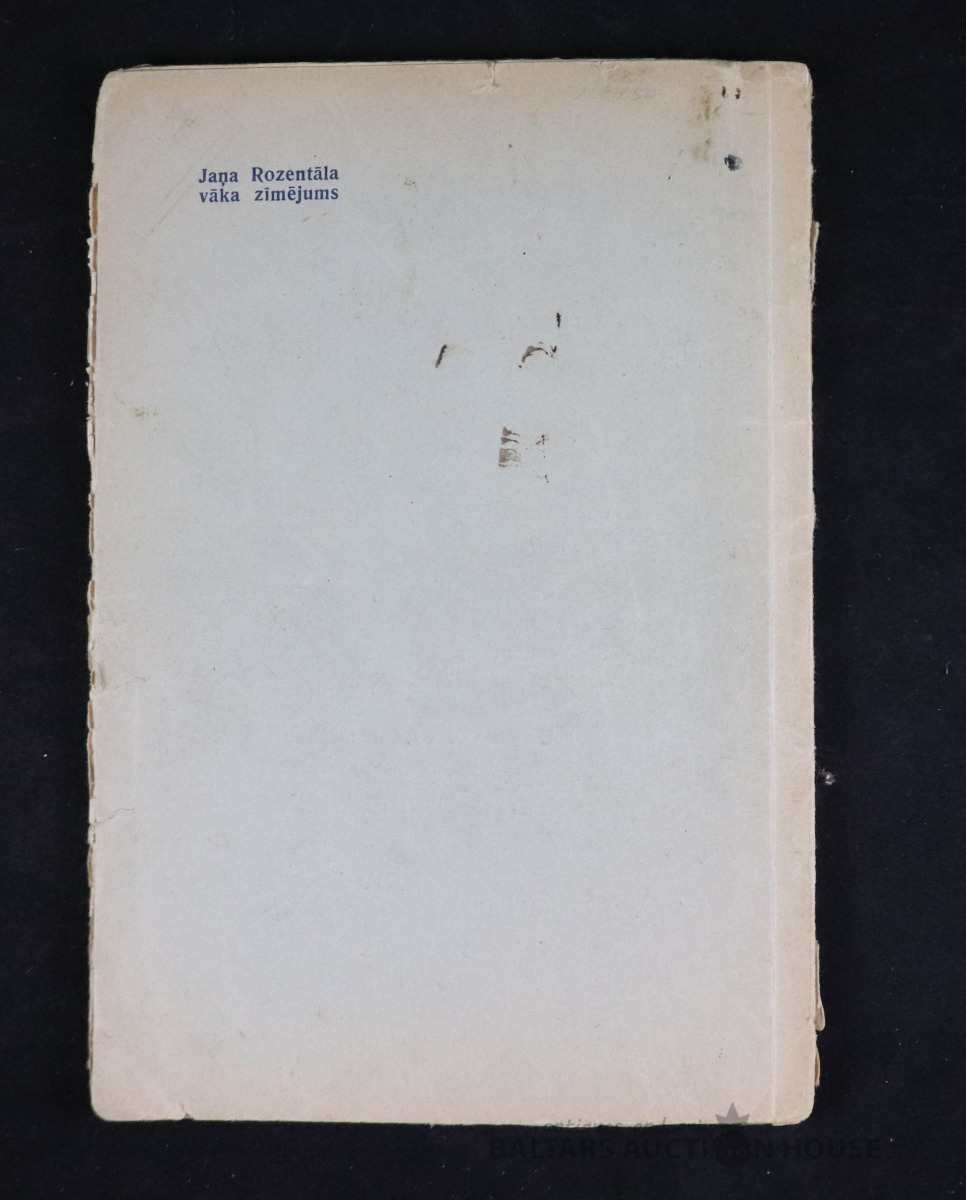 Jaņa Rozentāla
vāka zīmējums
BALTARS AUCTION HOUSE